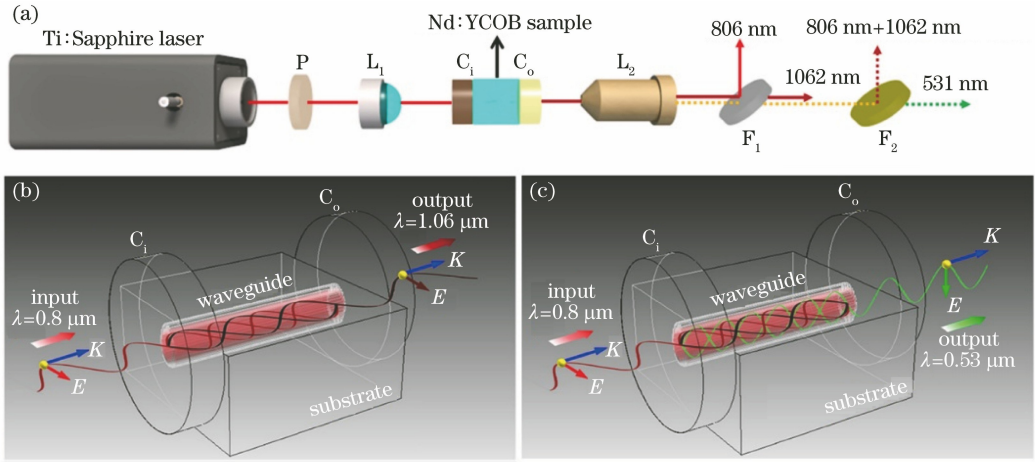 (a)
Ti:Sapphire laser
P
L1
Nd:YCOB sample
Ci
Co
L2
806 nm
1062 nm
F1
806 nm+1062 nm
531 nm
F2
(b)
Ci
Co
output
λ=1.06 μm
K
E
waveguide
input
λ=0.8 μm
K
E
substrate
(c)
Ci
Co
K
E
waveguide
input
λ=0.8 μm
K
E
output
λ=0.53 μm
substrate